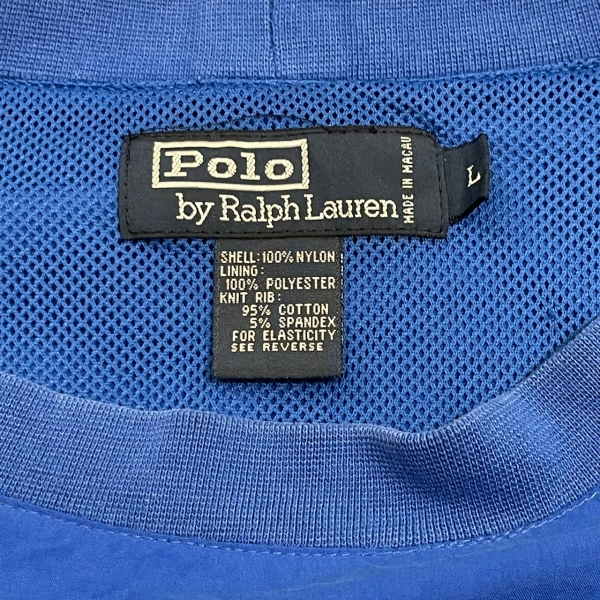 Polo
by Ralph Lauren
MADE IN MACAU
L
SHELL: 100% NYLON
LINING:
100% POLYESTER
KNIT RIB:
95% COTTON
5% SPANDEX
FOR ELASTICITY
SEE REVERSE